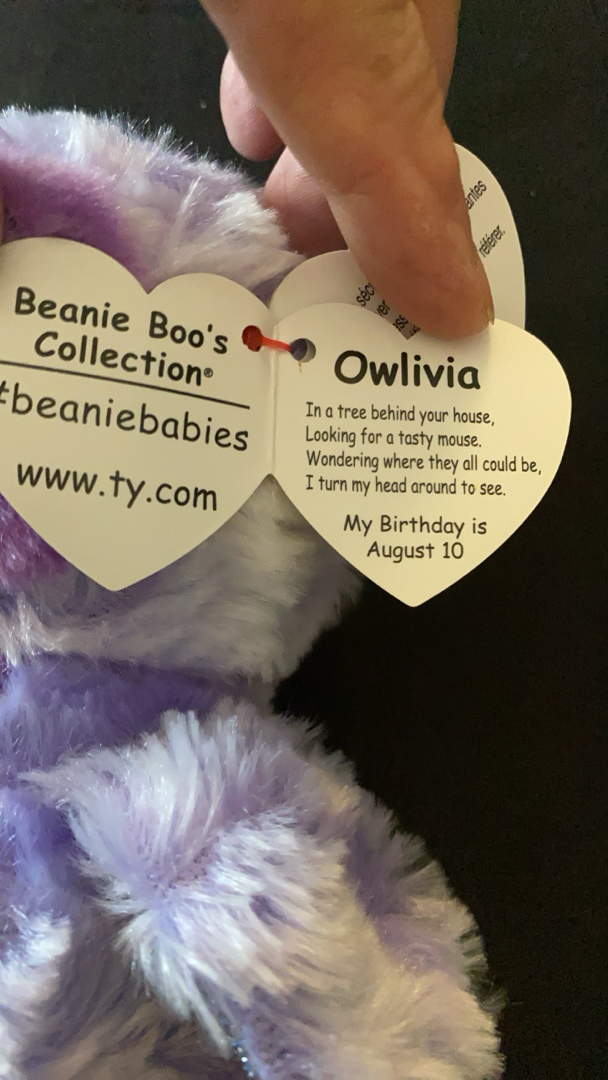 Beanie Boo's
Collection®
#beaniebabies
www.ty.com
Owlivia
In a tree behind your house,
Looking for a tasty mouse.
Wondering where they all could be,
I turn my head around to see.
My Birthday is
August 10
référer.